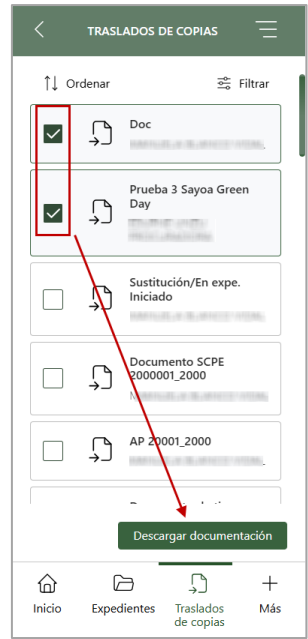 TRASLADOS DE COPIAS
Ordenar
Filtrar
Doc
Prueba 3 Sayoa Green
Day
Sustitución/En expe.
Iniciado
Documento SCPE
2000001_2000
AP 20001_2000
Descargar documentación
Inicio
Expedientes
Traslados
de copias
Más